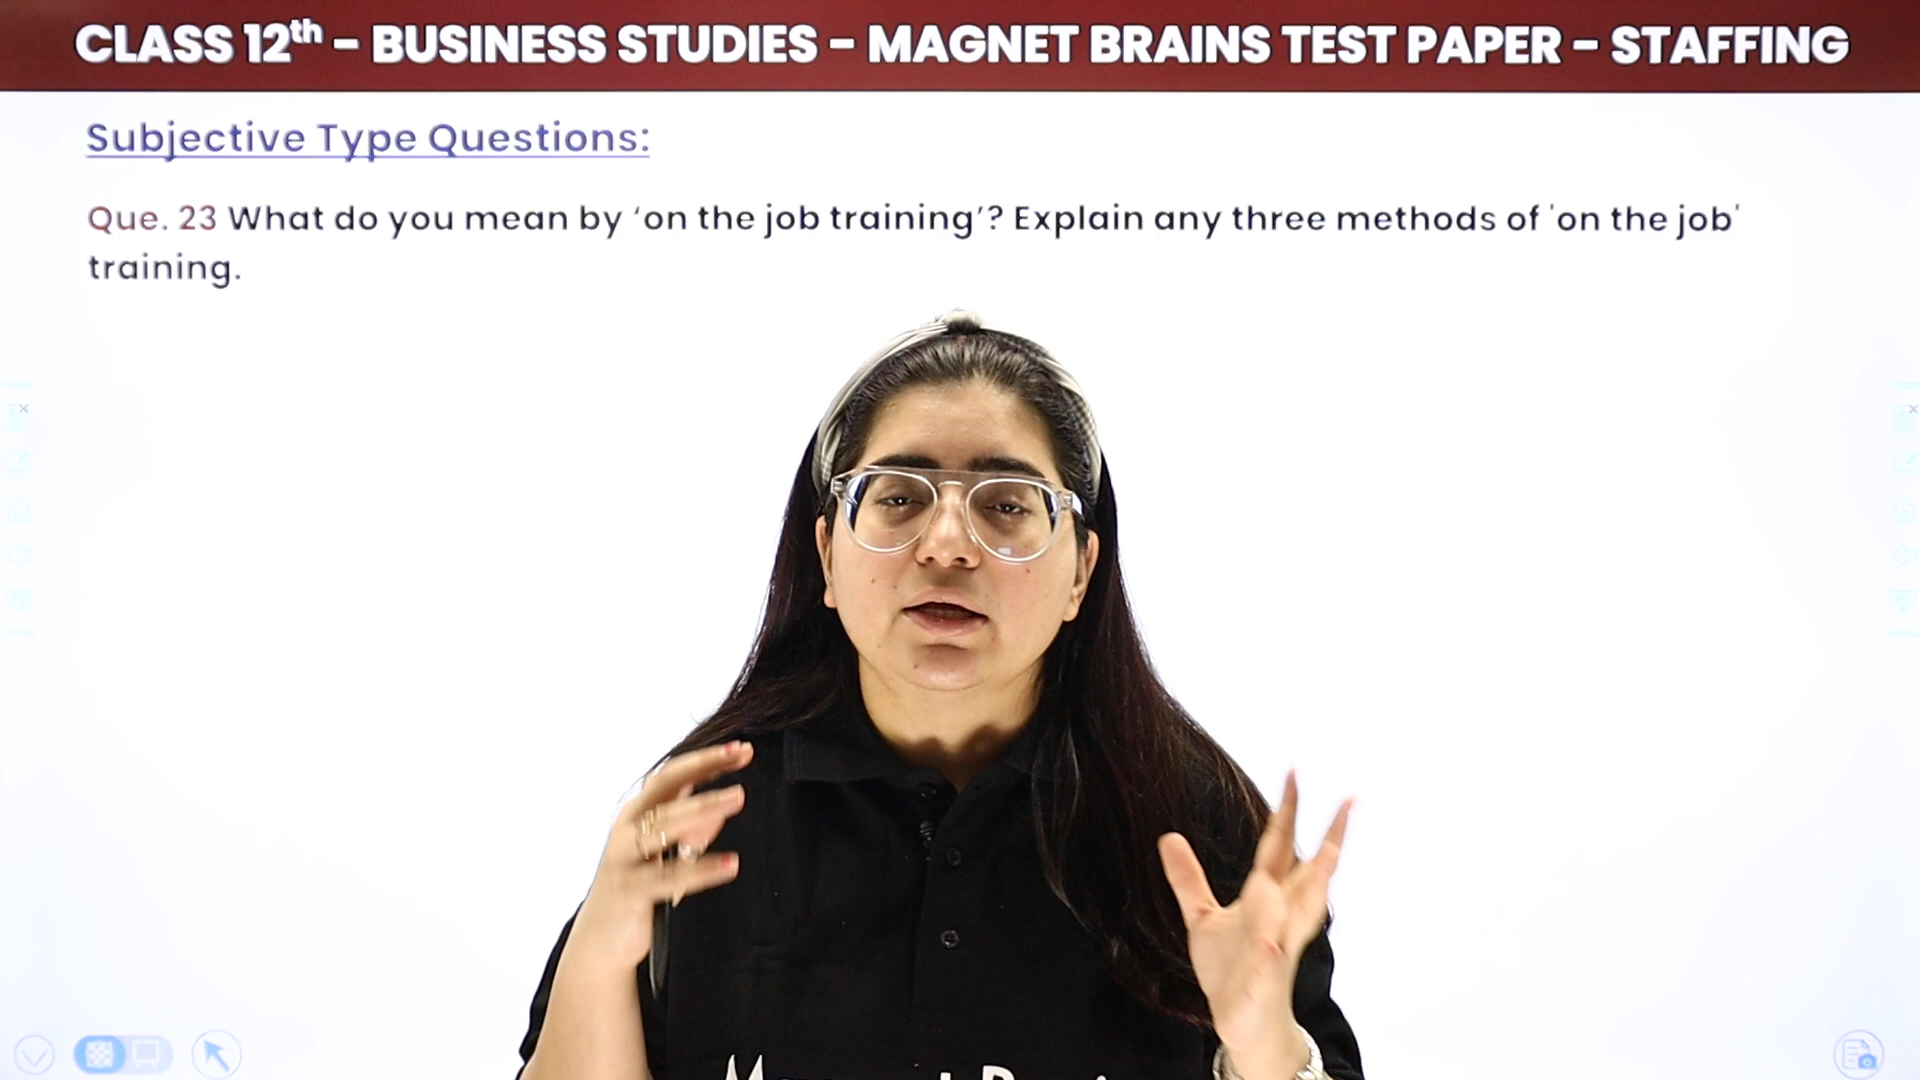 CLASS 12th – BUSINESS STUDIES – MAGNET BRAINS TEST PAPER – STAFFING
Subjective Type Questions:
Que. 23 What do you mean by ‘on the job training’? Explain any three methods of 'on the job'
training.